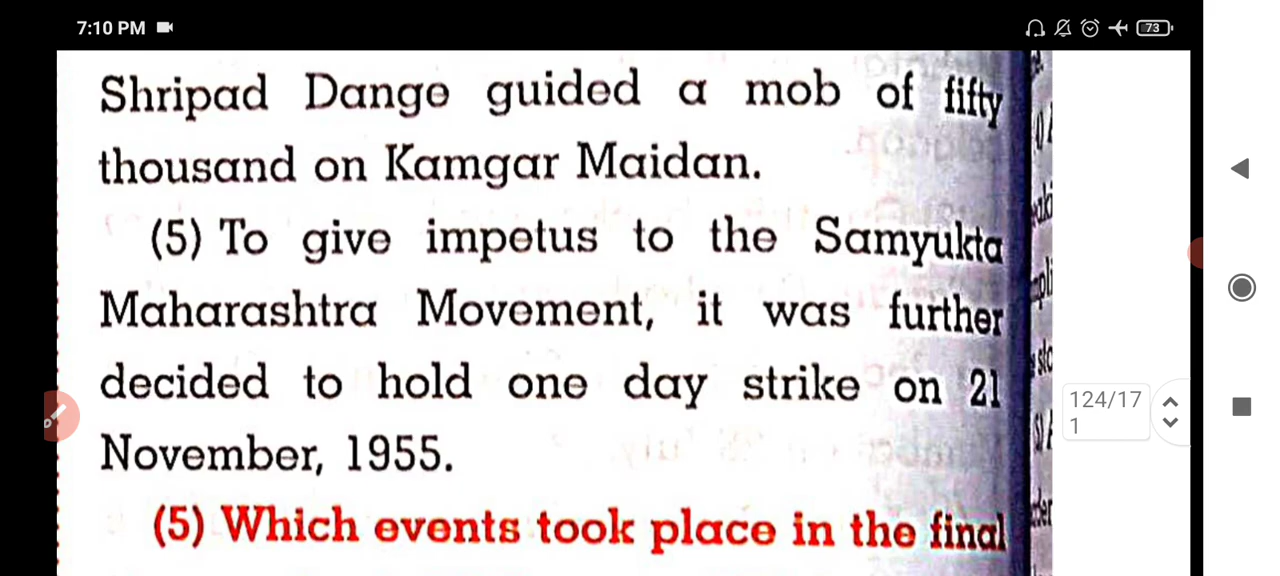 7:10 PM
73
Shripad Dange guided a mob of fifty
thousand on Kamgar Maidan.
(5) To give impetus to the Samyukta
Maharashtra Movement, it was further
decided to hold one day strike on 21
November, 1955.
(5) Which events took place in the final
124/17
1